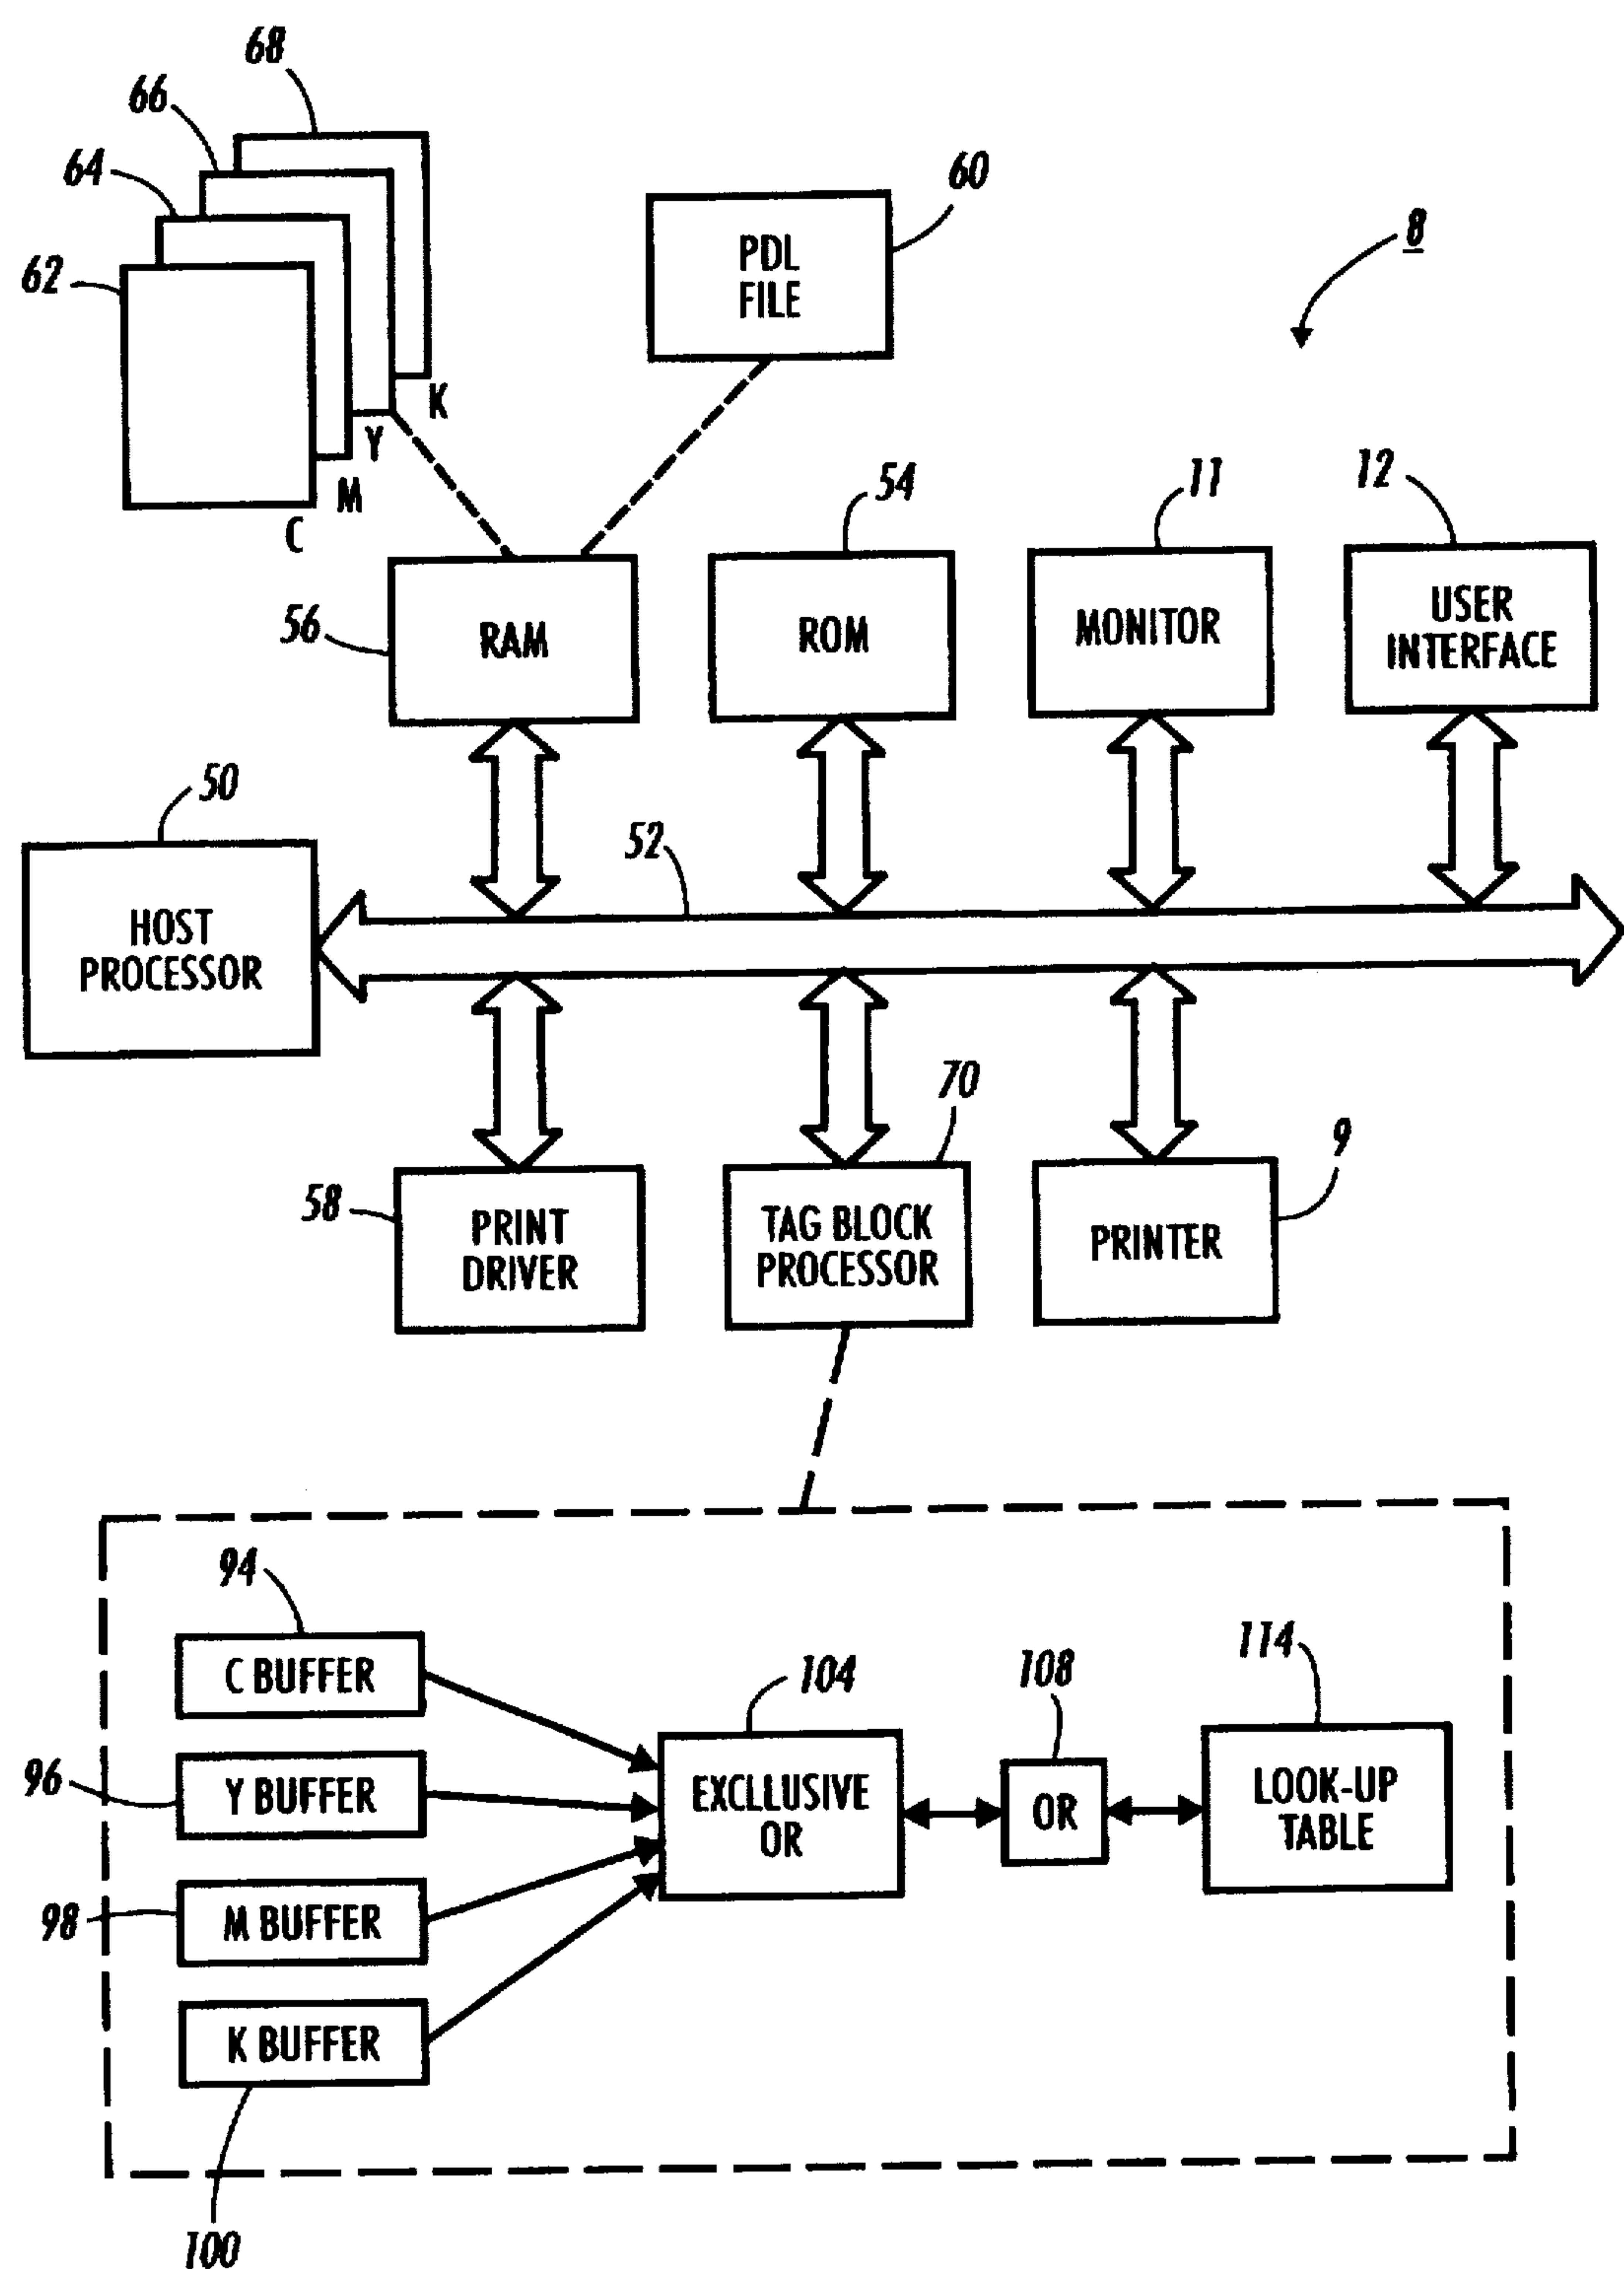 68
66
64
62
60
8
PDL
FILE
K
Y
M
C
54
11
12
56
RAM
ROM
MONITOR
USER
INTERFACE
50
52
HOST
PROCESSOR
70
9
58
PRINT
DRIVER
TAG BLOCK
PROCESSOR
PRINTER
94
C BUFFER
104
108
114
96
Y BUFFER
EXCLLUSIVE
OR
OR
LOOK-UP
TABLE
98
M BUFFER
K BUFFER
100